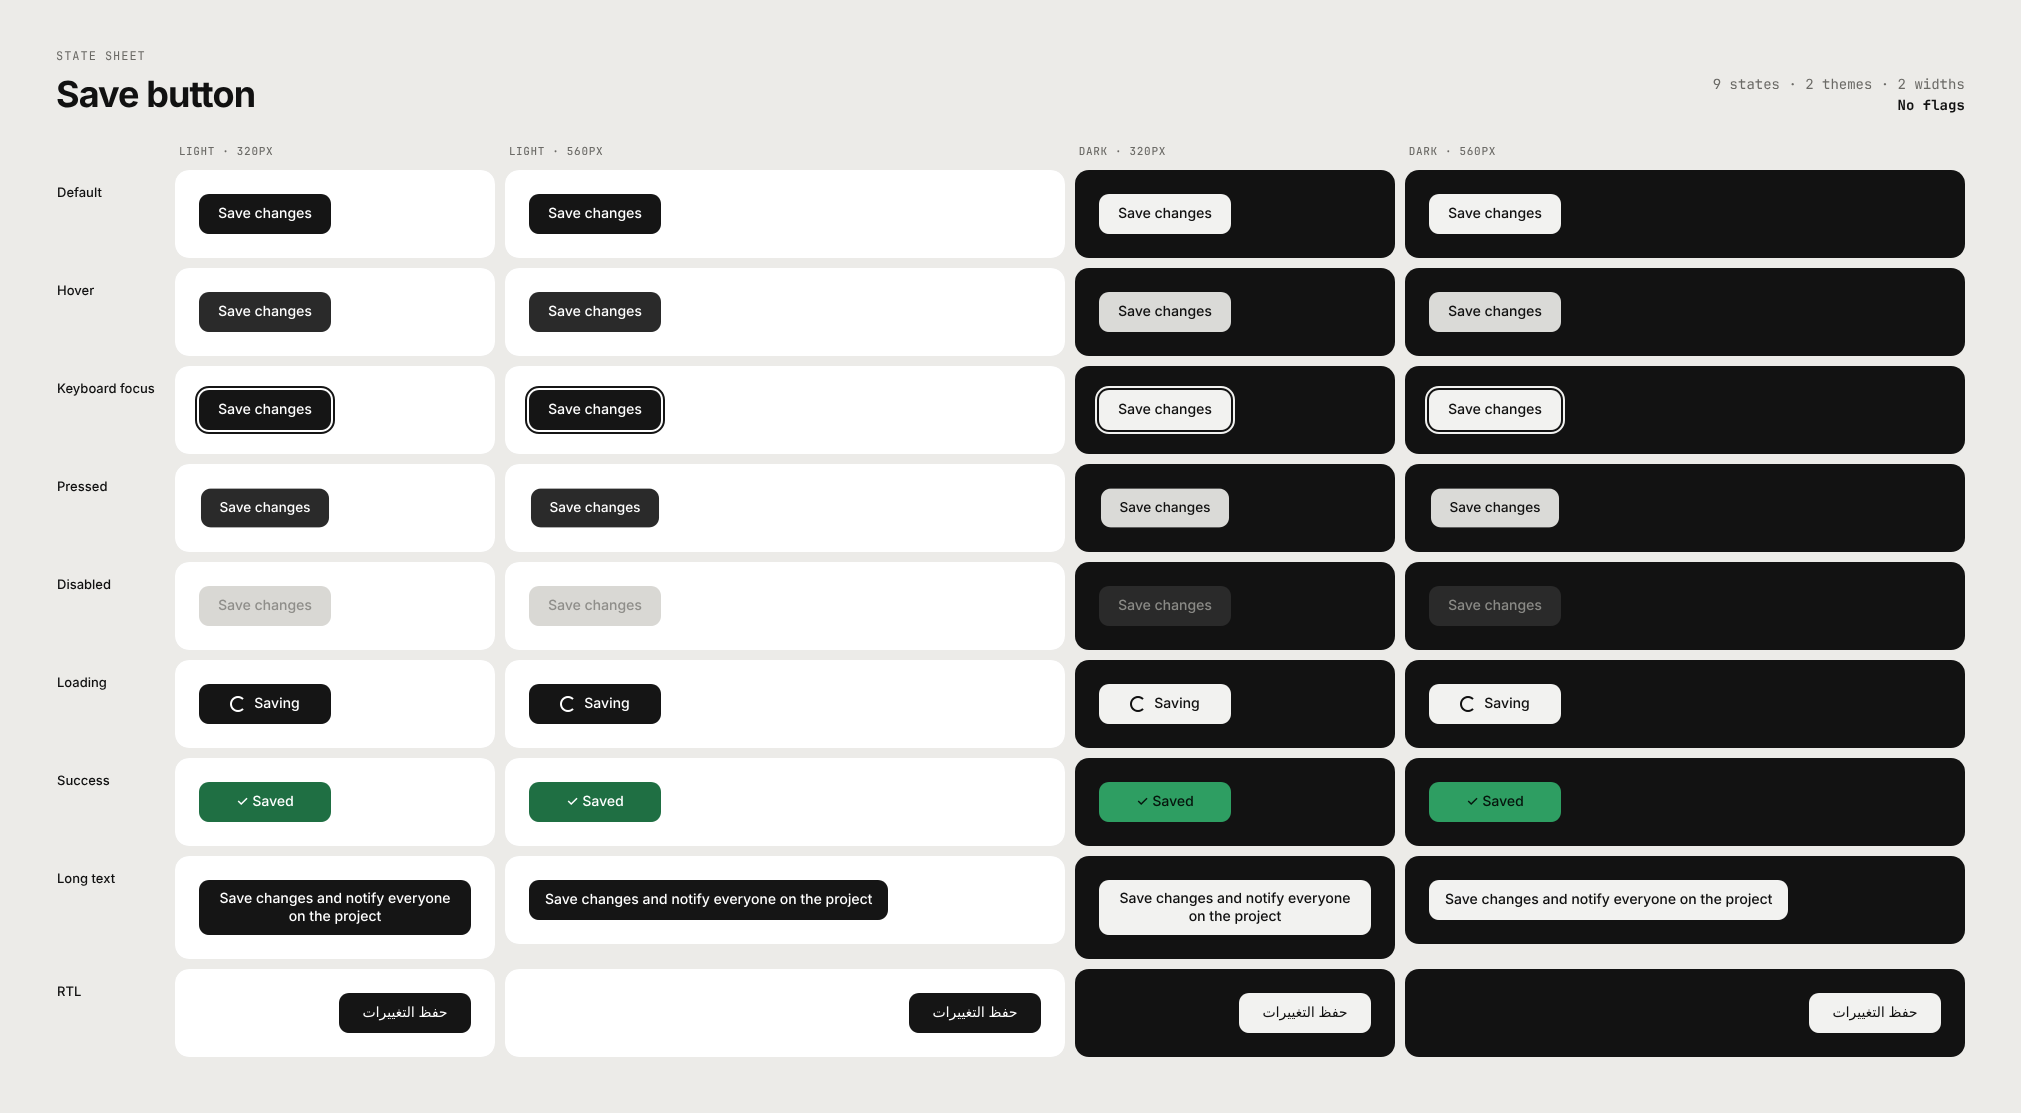 STATE SHEET
Save button
9 states · 2 themes · 2 widths
No flags
LIGHT · 320PX
LIGHT · 560PX
DARK · 320PX
DARK · 560PX
Default
Save changes
Save changes
Save changes
Save changes
Hover
Save changes
Save changes
Save changes
Save changes
Keyboard focus
Save changes
Save changes
Save changes
Save changes
Pressed
Save changes
Save changes
Save changes
Save changes
Disabled
Save changes
Save changes
Save changes
Save changes
Loading
Saving
Saving
Saving
Saving
Success
✓ Saved
✓ Saved
✓ Saved
✓ Saved
Long text
Save changes and notify everyone
on the project
Save changes and notify everyone on the project
Save changes and notify everyone
on the project
Save changes and notify everyone on the project
RTL
حفظ التغييرات
حفظ التغييرات
حفظ التغييرات
حفظ التغييرات